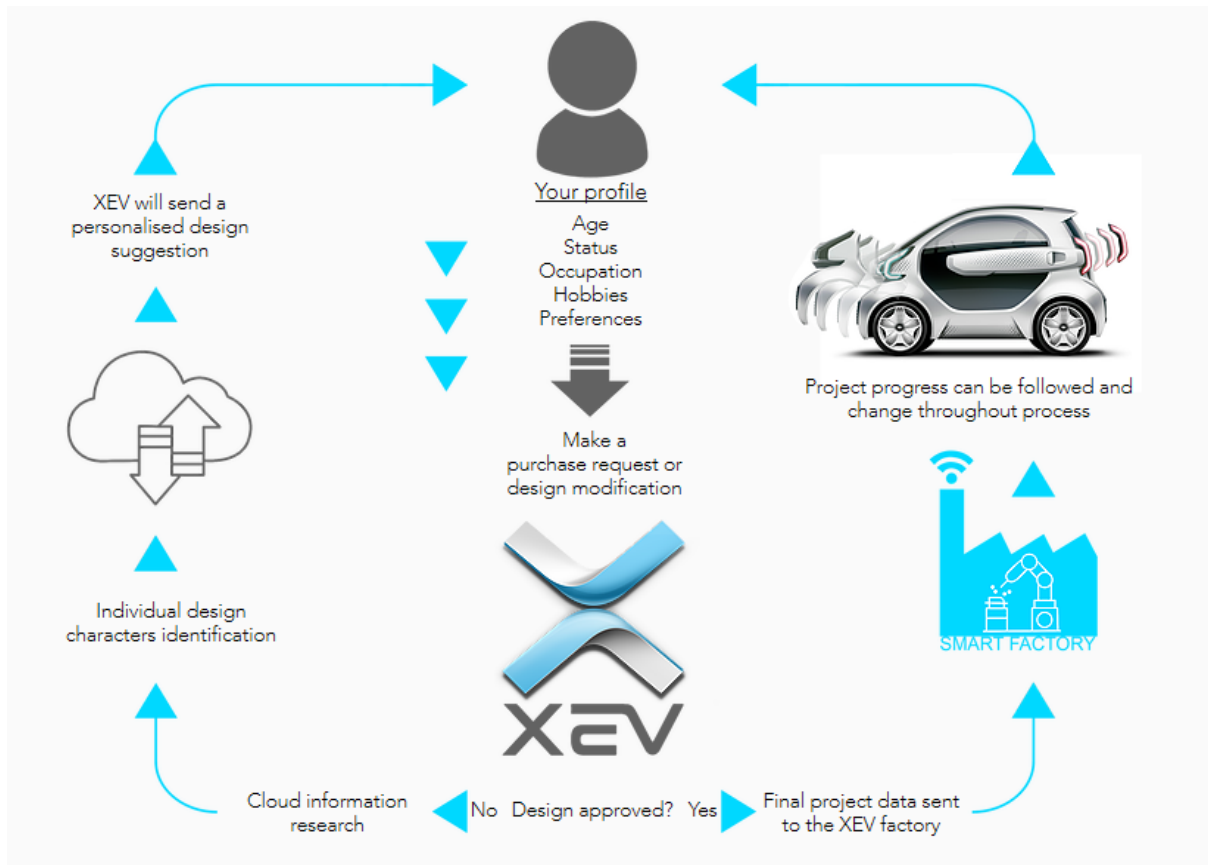 Your profile
Age
Status
Occupation
Hobbies
Preferences
Make a
purchase request or
design modification
XEV
No Design approved? Yes
Cloud information
research
Individual design
characters identification
XEV will send a
personalised design
suggestion
Final project data sent
to the XEV factory
SMART FACTORY
Project progress can be followed and
change throughout process